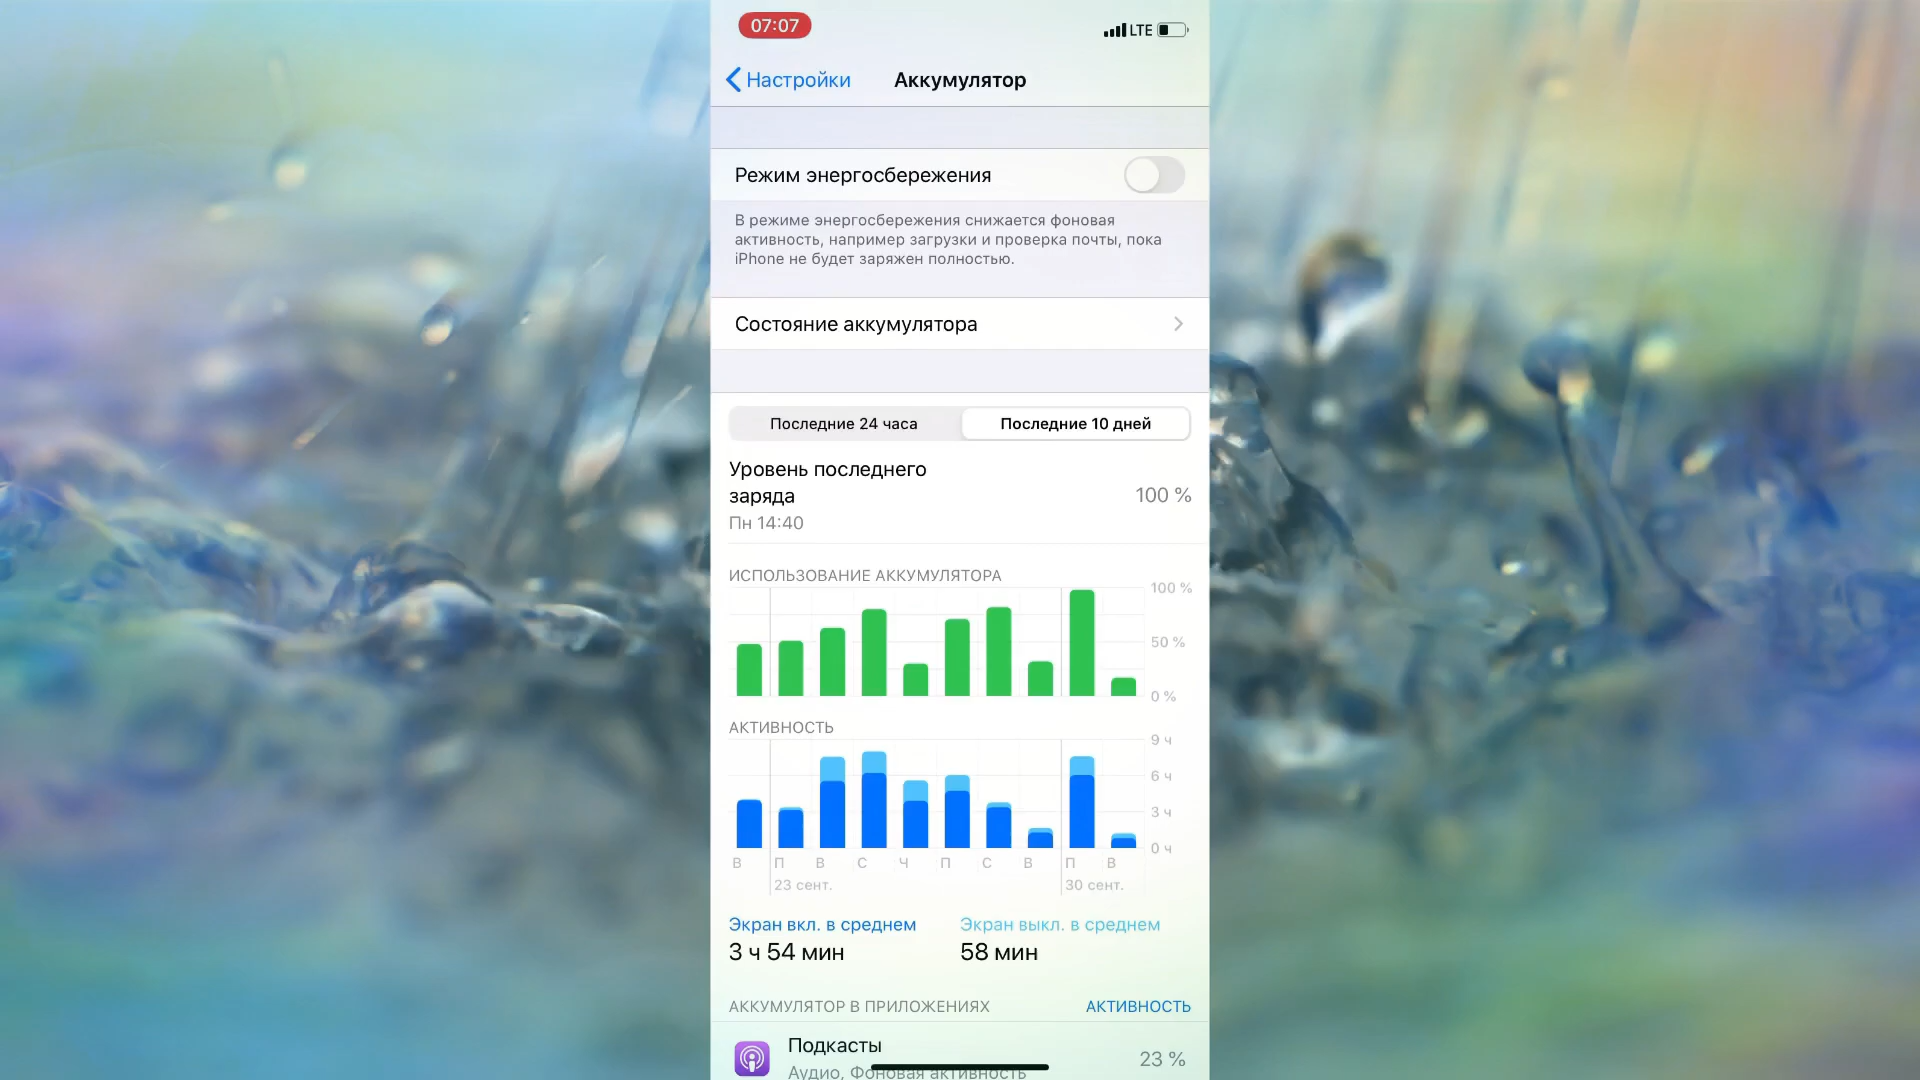 07:07
LTE
Настройки
Аккумулятор
Режим энергосбережения
В режиме энергосбережения снижается фоновая
активность, например загрузки и проверка почты, пока
iPhone не будет заряжен полностью.
Состояние аккумулятора
Последние 24 часа
Последние 10 дней
Уровень последнего
заряда
100 %
Пн 14:40
ИСПОЛЬЗОВАНИЕ АККУМУЛЯТОРА
100 %
50 %
0 %
АКТИВНОСТЬ
9 ч
6 ч
3 ч
0 ч
В П В С Ч П С В П В
23 сент.
30 сент.
Экран вкл. в среднем
Экран выкл. в среднем
3 ч 54 мин
58 мин
АККУМУЛЯТОР В ПРИЛОЖЕНИЯХ
АКТИВНОСТЬ
Подкасты
23 %
Аудио, Фоновая активность